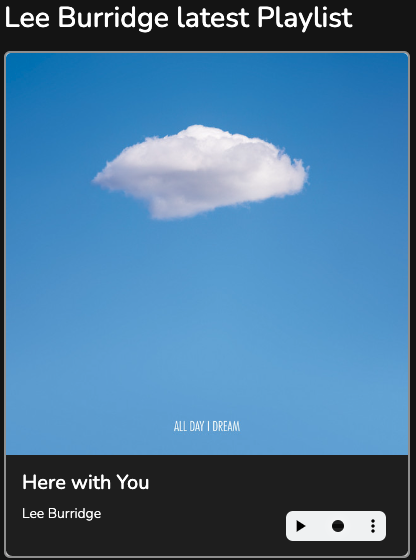 Lee Burridge latest Playlist
ALL DAY I DREAM
Here with You
Lee Burridge